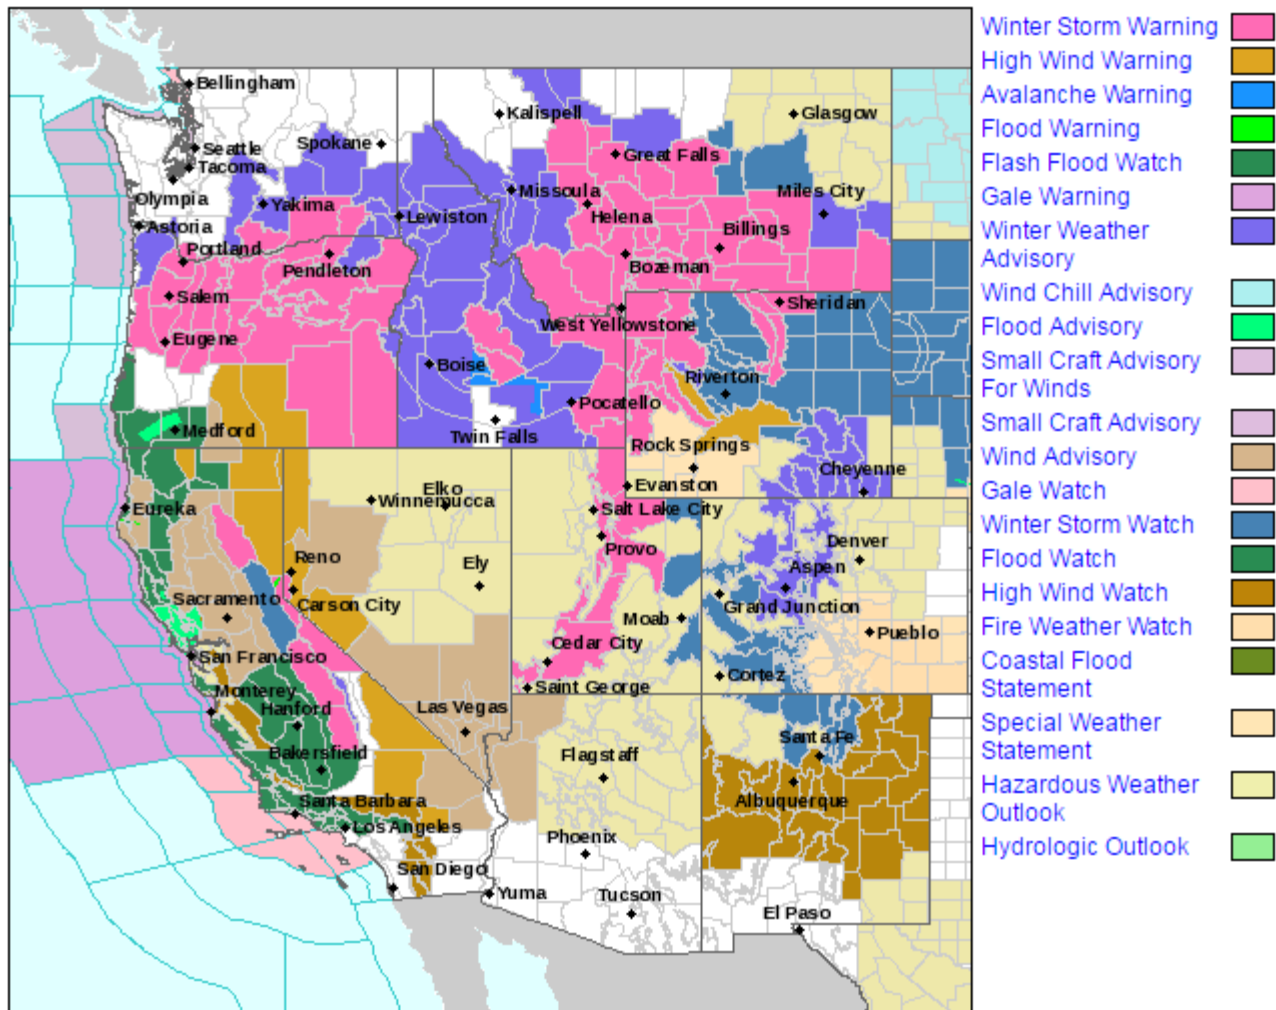 Bellingham
Kalispell
Glasgow
Seattle
Spokane
Great Falls
Tacoma
Missoula
Miles City
Olympia
Yakima
Helena
Lewiston
Astoria
Billings
Portland
Pendleton
Bozeman
Salem
Sheridan
West Yellowstone
Eugene
Boise
Riverton
Pocatello
Medford
Twin Falls
Rock Springs
Cheyenne
Elko
Evanston
Winnemucca
Eureka
Salt Lake City
Provo
Denver
Reno
Ely
Aspen
Sacramento
Carson City
Grand Junction
Moab
Pueblo
Cedar City
San Francisco
Cortez
Saint George
Monterey
Hanford
Las Vegas
Santa Fe
Bakersfield
Flagstaff
Santa Barbara
Albuquerque
Los Angeles
Phoenix
San Diego
Yuma
Tucson
El Paso
Winter Storm Warning
High Wind Warning
Avalanche Warning
Flood Warning
Flash Flood Watch
Gale Warning
Winter Weather
Advisory
Wind Chill Advisory
Flood Advisory
Small Craft Advisory
For Winds
Small Craft Advisory
Wind Advisory
Gale Watch
Winter Storm Watch
Flood Watch
High Wind Watch
Fire Weather Watch
Coastal Flood
Statement
Special Weather
Statement
Hazardous Weather
Outlook
Hydrologic Outlook